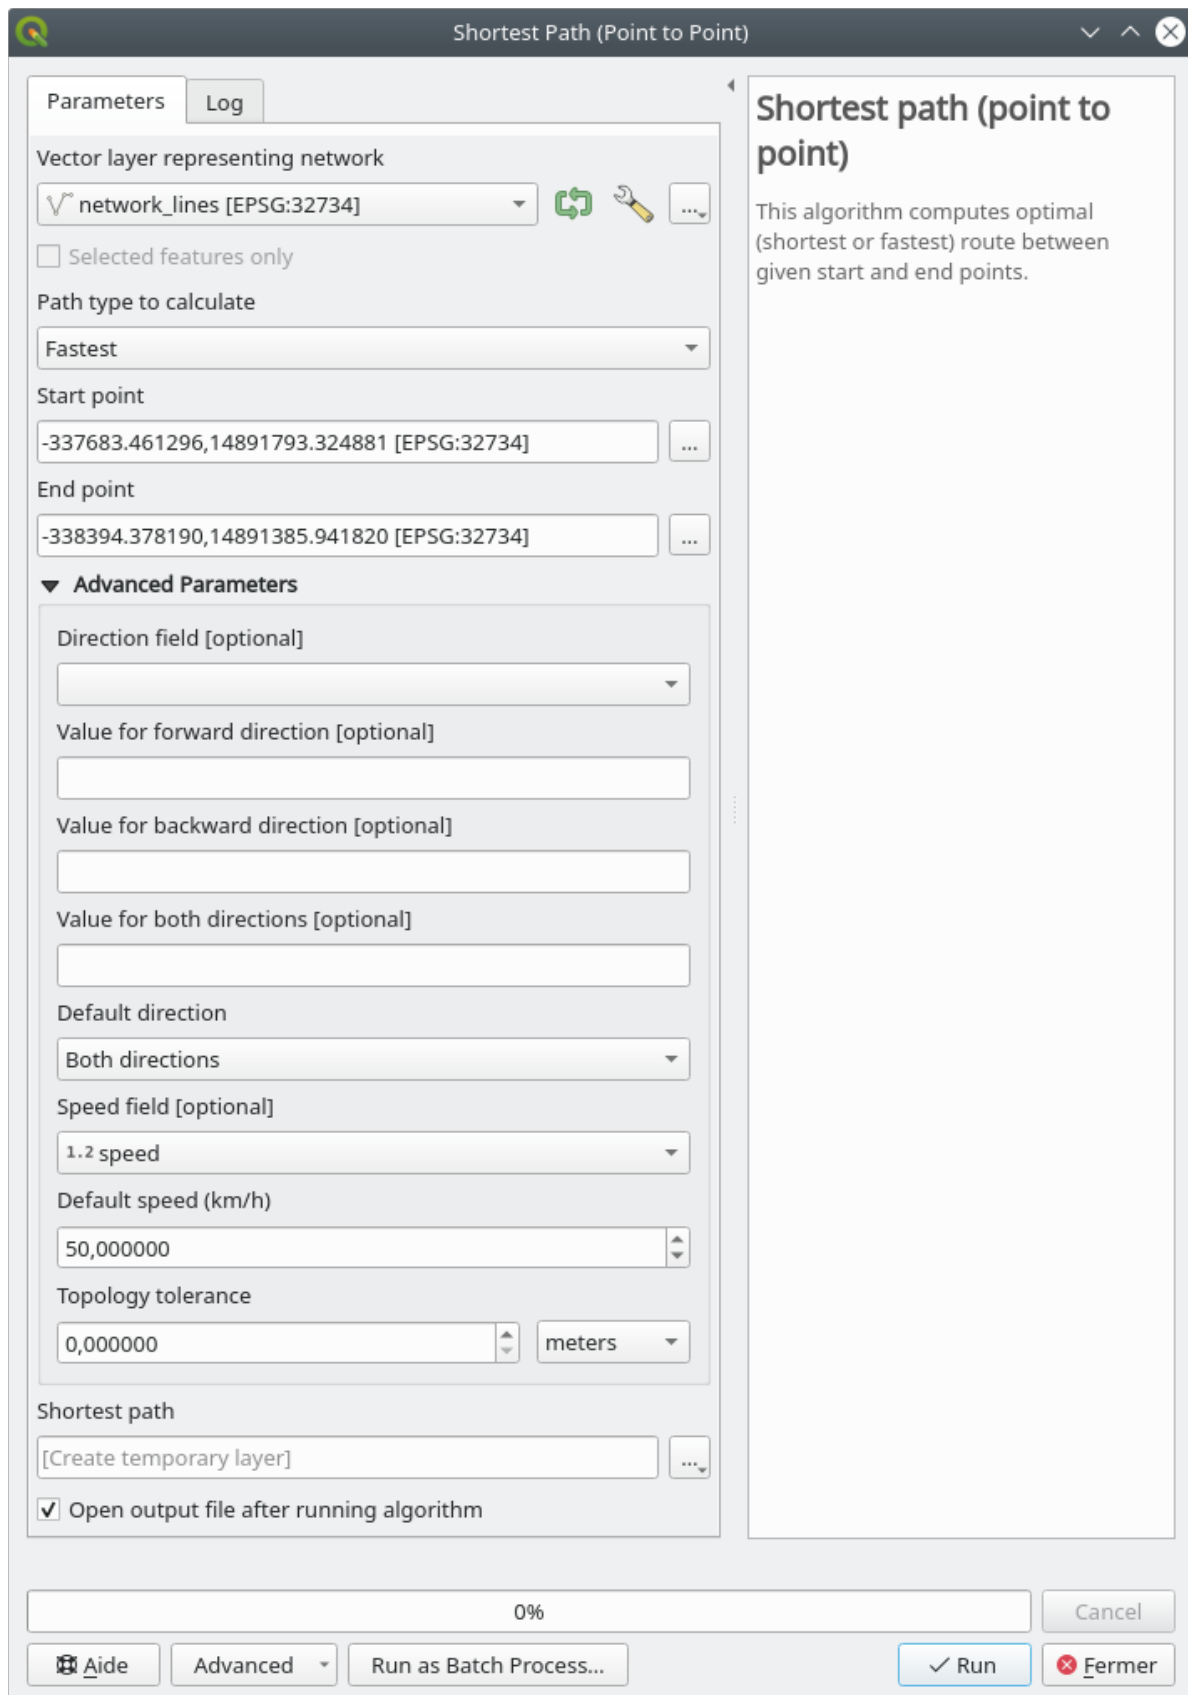 Shortest Path (Point to Point)
Parameters
Log
Vector layer representing network
network_lines [EPSG:32734]
...
Selected features only
Path type to calculate
Fastest
Start point
-337683.461296,14891793.324881 [EPSG:32734]
...
End point
-338394.378190,14891385.941820 [EPSG:32734]
...
Advanced Parameters
Direction field [optional]
Value for forward direction [optional]
Value for backward direction [optional]
Value for both directions [optional]
Default direction
Both directions
Speed field [optional]
1.2 speed
Default speed (km/h)
50,000000
Topology tolerance
0,000000
meters
Shortest path
[Create temporary layer]
...
Open output file after running algorithm
Shortest path (point to
point)
This algorithm computes optimal
(shortest or fastest) route between
given start and end points.
0%
Cancel
Aide
Advanced
Run as Batch Process...
Run
Fermer